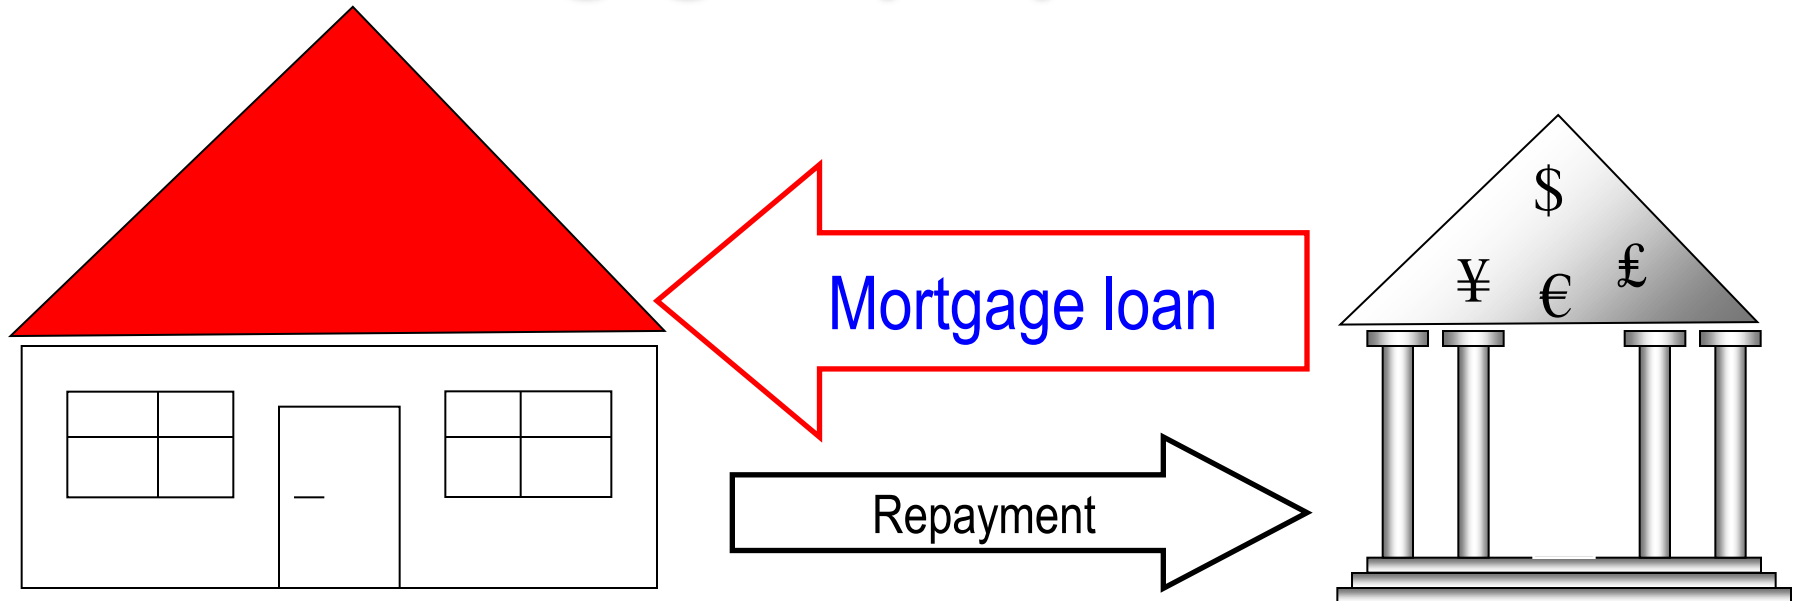 Mortgage loan
Repayment
$
¥ € ₤